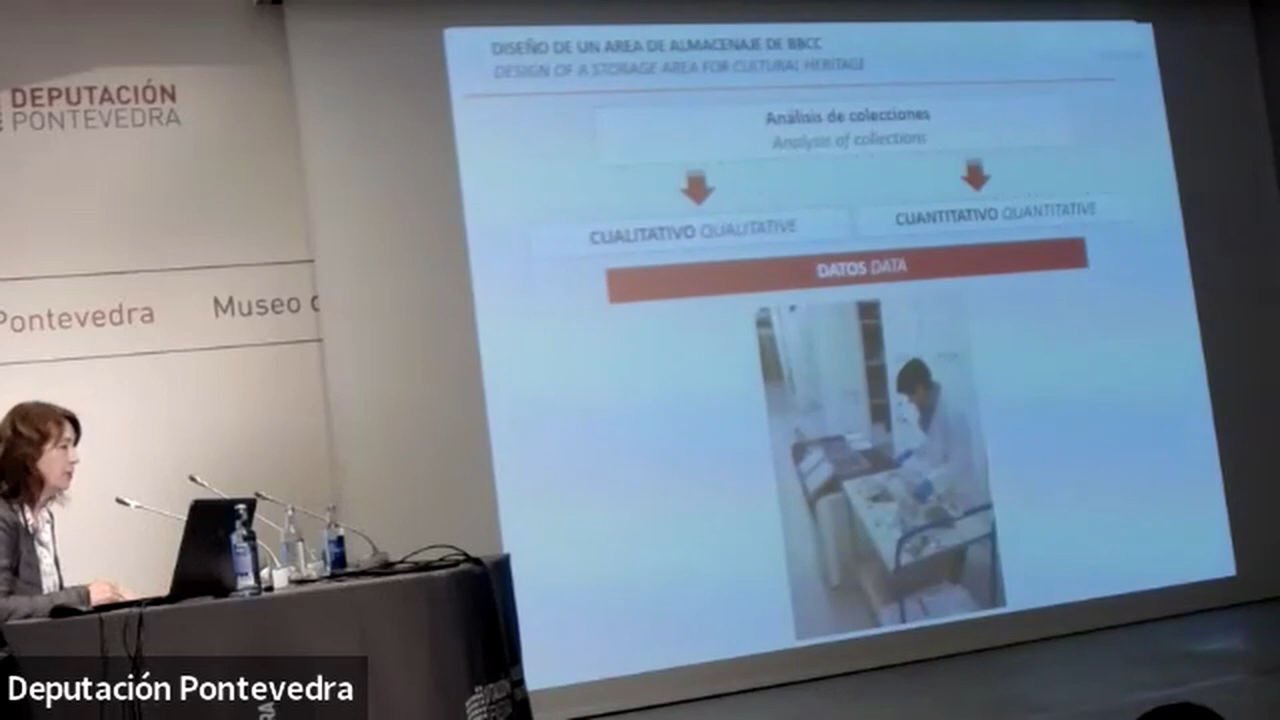 DEPUTACIÓN
PONTEVEDRA
Pontevedra Museo
DISEÑO DE UN AREA DE ALMACENAJE DE BBCC
DESIGN OF A STORAGE AREA FOR CULTURAL HERITAGE
Análisis de colecciones
Analysis of collections
CUALITATIVO QUALITATIVE
CUANTITATIVO QUANTITATIVE
DATOS DATA
Deputación Pontevedra